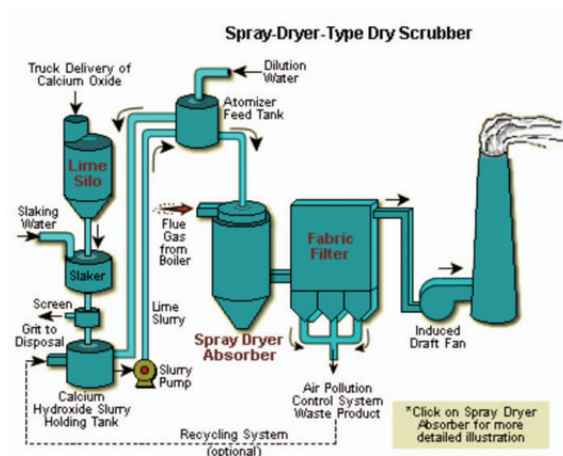 Spray-Dryer-Type Dry Scrubber
Truck Delivery of
Calcium Oxide
Dilution
Water
Atomizer
Feed Tank
Lime
Silo
Slaking
Water
Flue
Gas
from
Boiler
Fabric
Filter
Slaker
Screen
Lime
Slurry
Grit to
Disposal
Spray Dryer
Absorber
Induced
Draft Fan
Slurry
Pump
Calcium
Hydroxide Slurry
Holding Tank
Air Pollution
Control System
Waste Product
Recycling System
(optional)
*Click on Spray Dryer
Absorber for more
detailed illustration